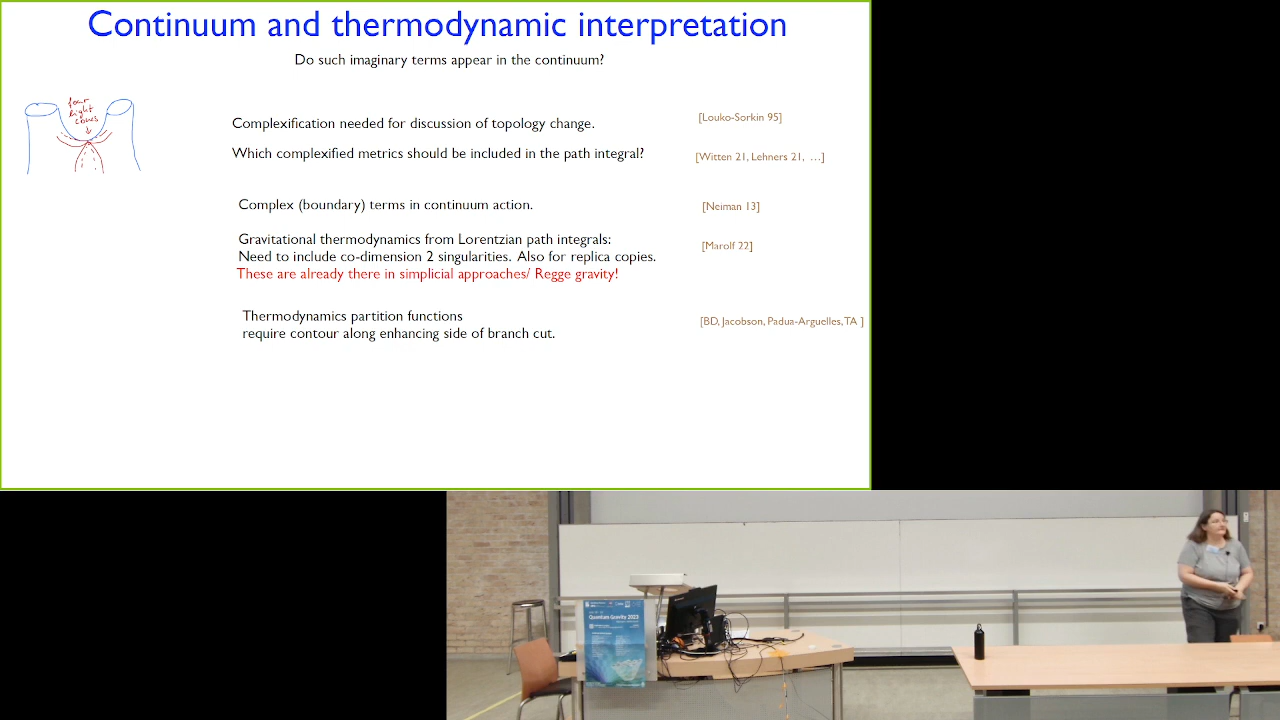 Continuum and thermodynamic interpretation
Do such imaginary terms appear in the continuum?
four
light
cones
Complexification needed for discussion of topology change.
[Louko-Sorkin 95]
Which complexified metrics should be included in the path integral?
[Witten 21, Lehners 21, …]
Complex (boundary) terms in continuum action.
[Neiman 13]
Gravitational thermodynamics from Lorentzian path integrals:
Need to include co-dimension 2 singularities. Also for replica copies.
[Marolf 22]
These are already there in simplicial approaches/ Regge gravity!
Thermodynamics partition functions
require contour along enhancing side of branch cut.
[BD, Jacobson, Padua-Arguelles, TA ]
Quantum Gravity 2023